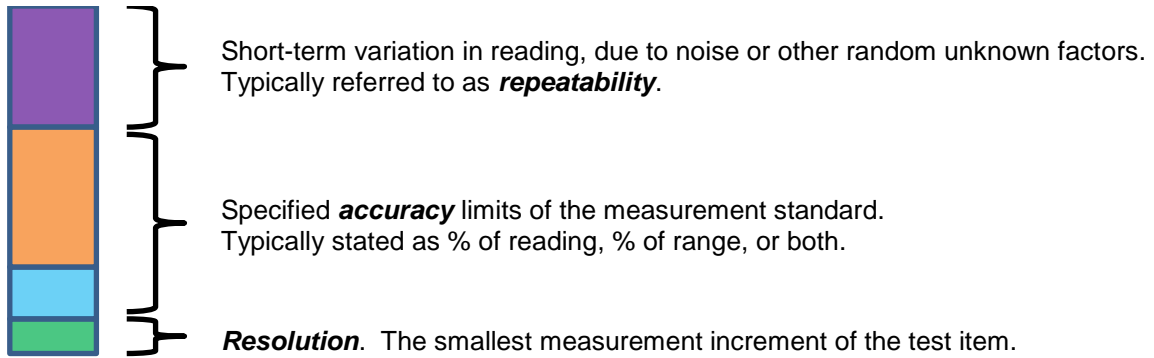 Short-term variation in reading, due to noise or other random unknown factors.
Typically referred to as repeatability.
Specified accuracy limits of the measurement standard.
Typically stated as % of reading, % of range, or both.
Resolution.  The smallest measurement increment of the test item.